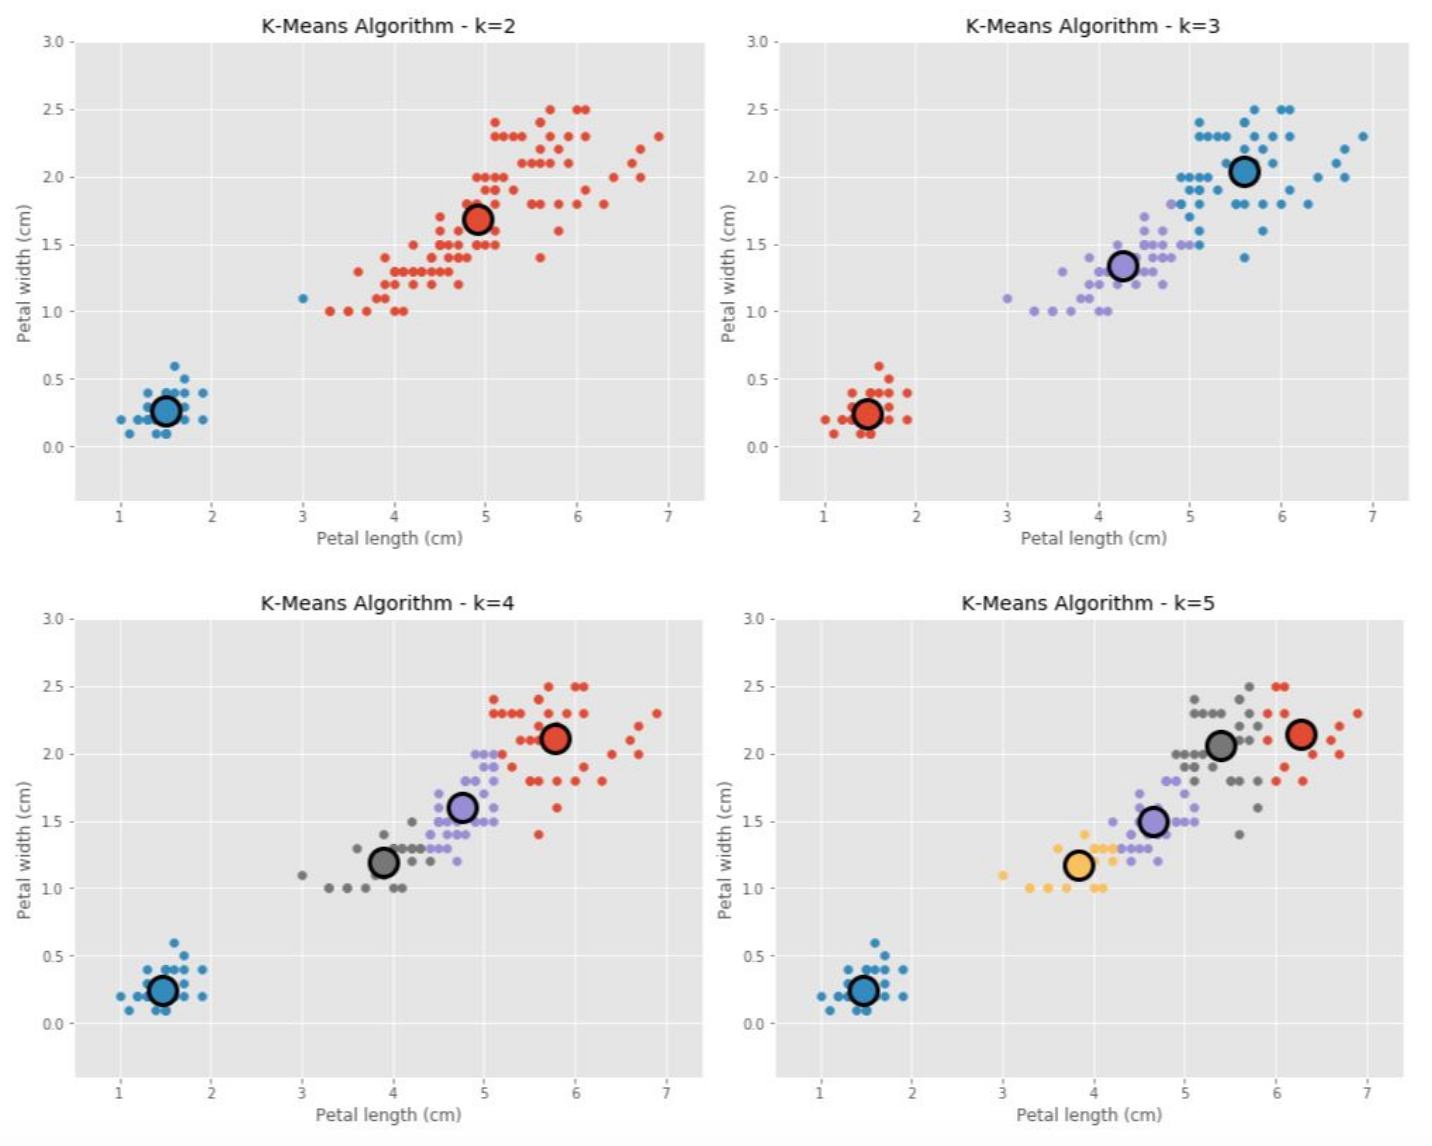 K-Means Algorithm - k=2
3.0
2.5
2.0
1.5
1.0
0.5
0.0
Petal width (cm)
1 2 3 4 5 6 7
Petal length (cm)
K-Means Algorithm - k=3
3.0
2.5
2.0
1.5
1.0
0.5
0.0
Petal width (cm)
1 2 3 4 5 6 7
Petal length (cm)
K-Means Algorithm - k=4
3.0
2.5
2.0
1.5
1.0
0.5
0.0
Petal width (cm)
1 2 3 4 5 6 7
Petal length (cm)
K-Means Algorithm - k=5
3.0
2.5
2.0
1.5
1.0
0.5
0.0
Petal width (cm)
1 2 3 4 5 6 7
Petal length (cm)